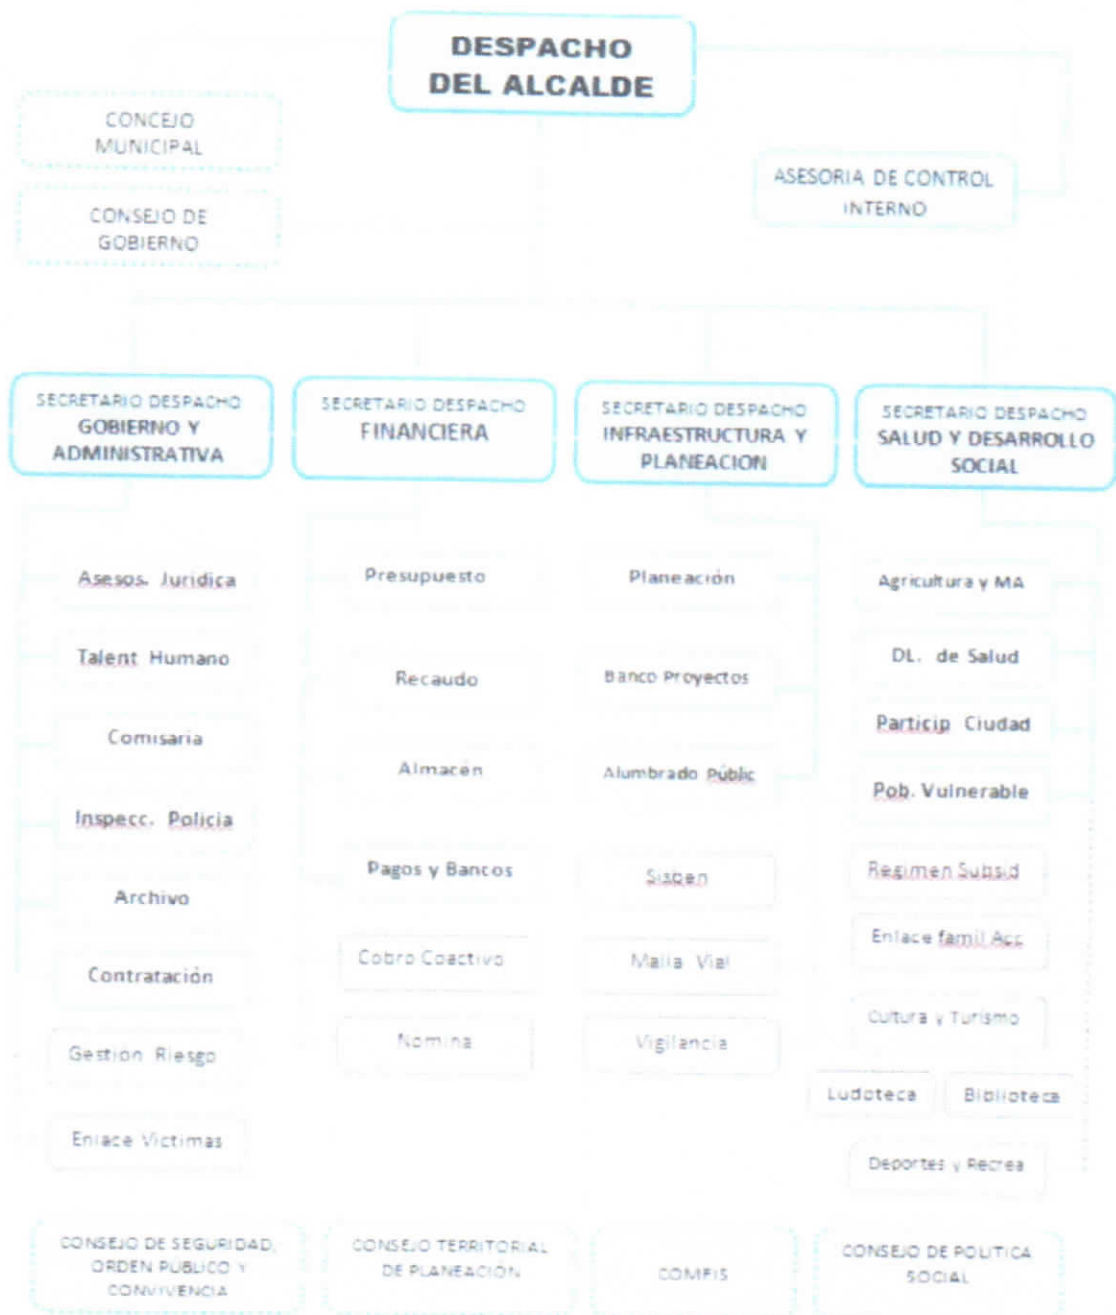 DESPACHO
DEL ALCALDE
CONCEJO
MUNICIPAL
CONSEJO DE
GOBIERNO
ASESORIA DE CONTROL
INTERNO
SECRETARIO DESPACHO
GOBIERNO Y
ADMINISTRATIVA
SECRETARIO DESPACHO
FINANCIERA
SECRETARIO DESPACHO
INFRAESTRUCTURA Y
PLANEACION
SECRETARIO DESPACHO
SALUD Y DESARROLLO
SOCIAL
Asesos. Juridica
Talent Humano
Comisaria
Inspecc. Policia
Archivo
Contratación
Gestión Riesgo
Enlace Victimas
Presupuesto
Recaudo
Almacén
Pagos y Bancos
Cobro Coactivo
Nomina
Planeación
Banco Proyectos
Alumbrado Públic
Sisben
Malla Vial
Vigilancia
Agricultura y MA
DL. de Salud
Particip Ciudad
Pob. Vulnerable
Regimen Subsid
Enlace famil Acc
Cultura y Turismo
Ludoteca
Biblioteca
Deportes y Recrea
CONSEJO DE SEGURIDAD,
ORDEN PÚBLICO Y
CONVIVENCIA
CONSEJO TERRITORIAL
DE PLANEACIÓN
COMFIS
CONSEJO DE POLITICA
SOCIAL